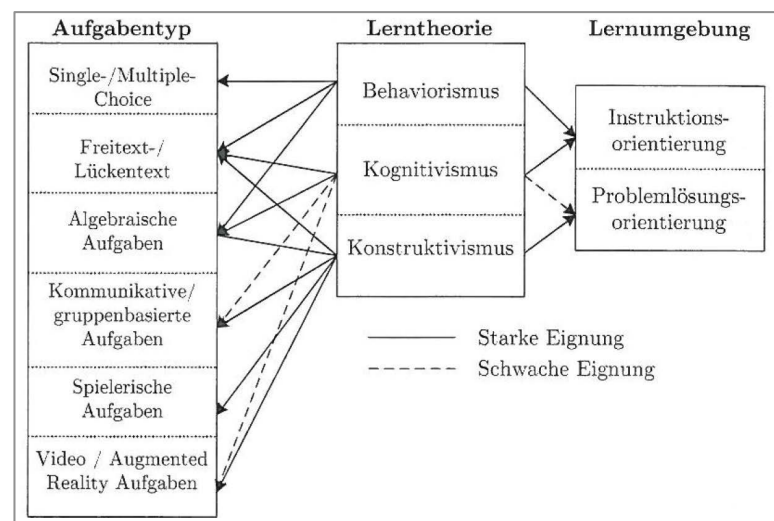 Aufgabentyp
Single-/Multiple-
Choice
Freitext-/
Lückentext
Algebraische
Aufgaben
Kommunikative/
gruppenbasierte
Aufgaben
Spielerische
Aufgaben
Video / Augmented
Reality Aufgaben
Lerntheorie
Behaviorismus
Kognitivismus
Konstruktivismus
Lernumgebung
Instruktions-
orientierung
Problemlösungs-
orientierung
Starke Eignung
Schwache Eignung